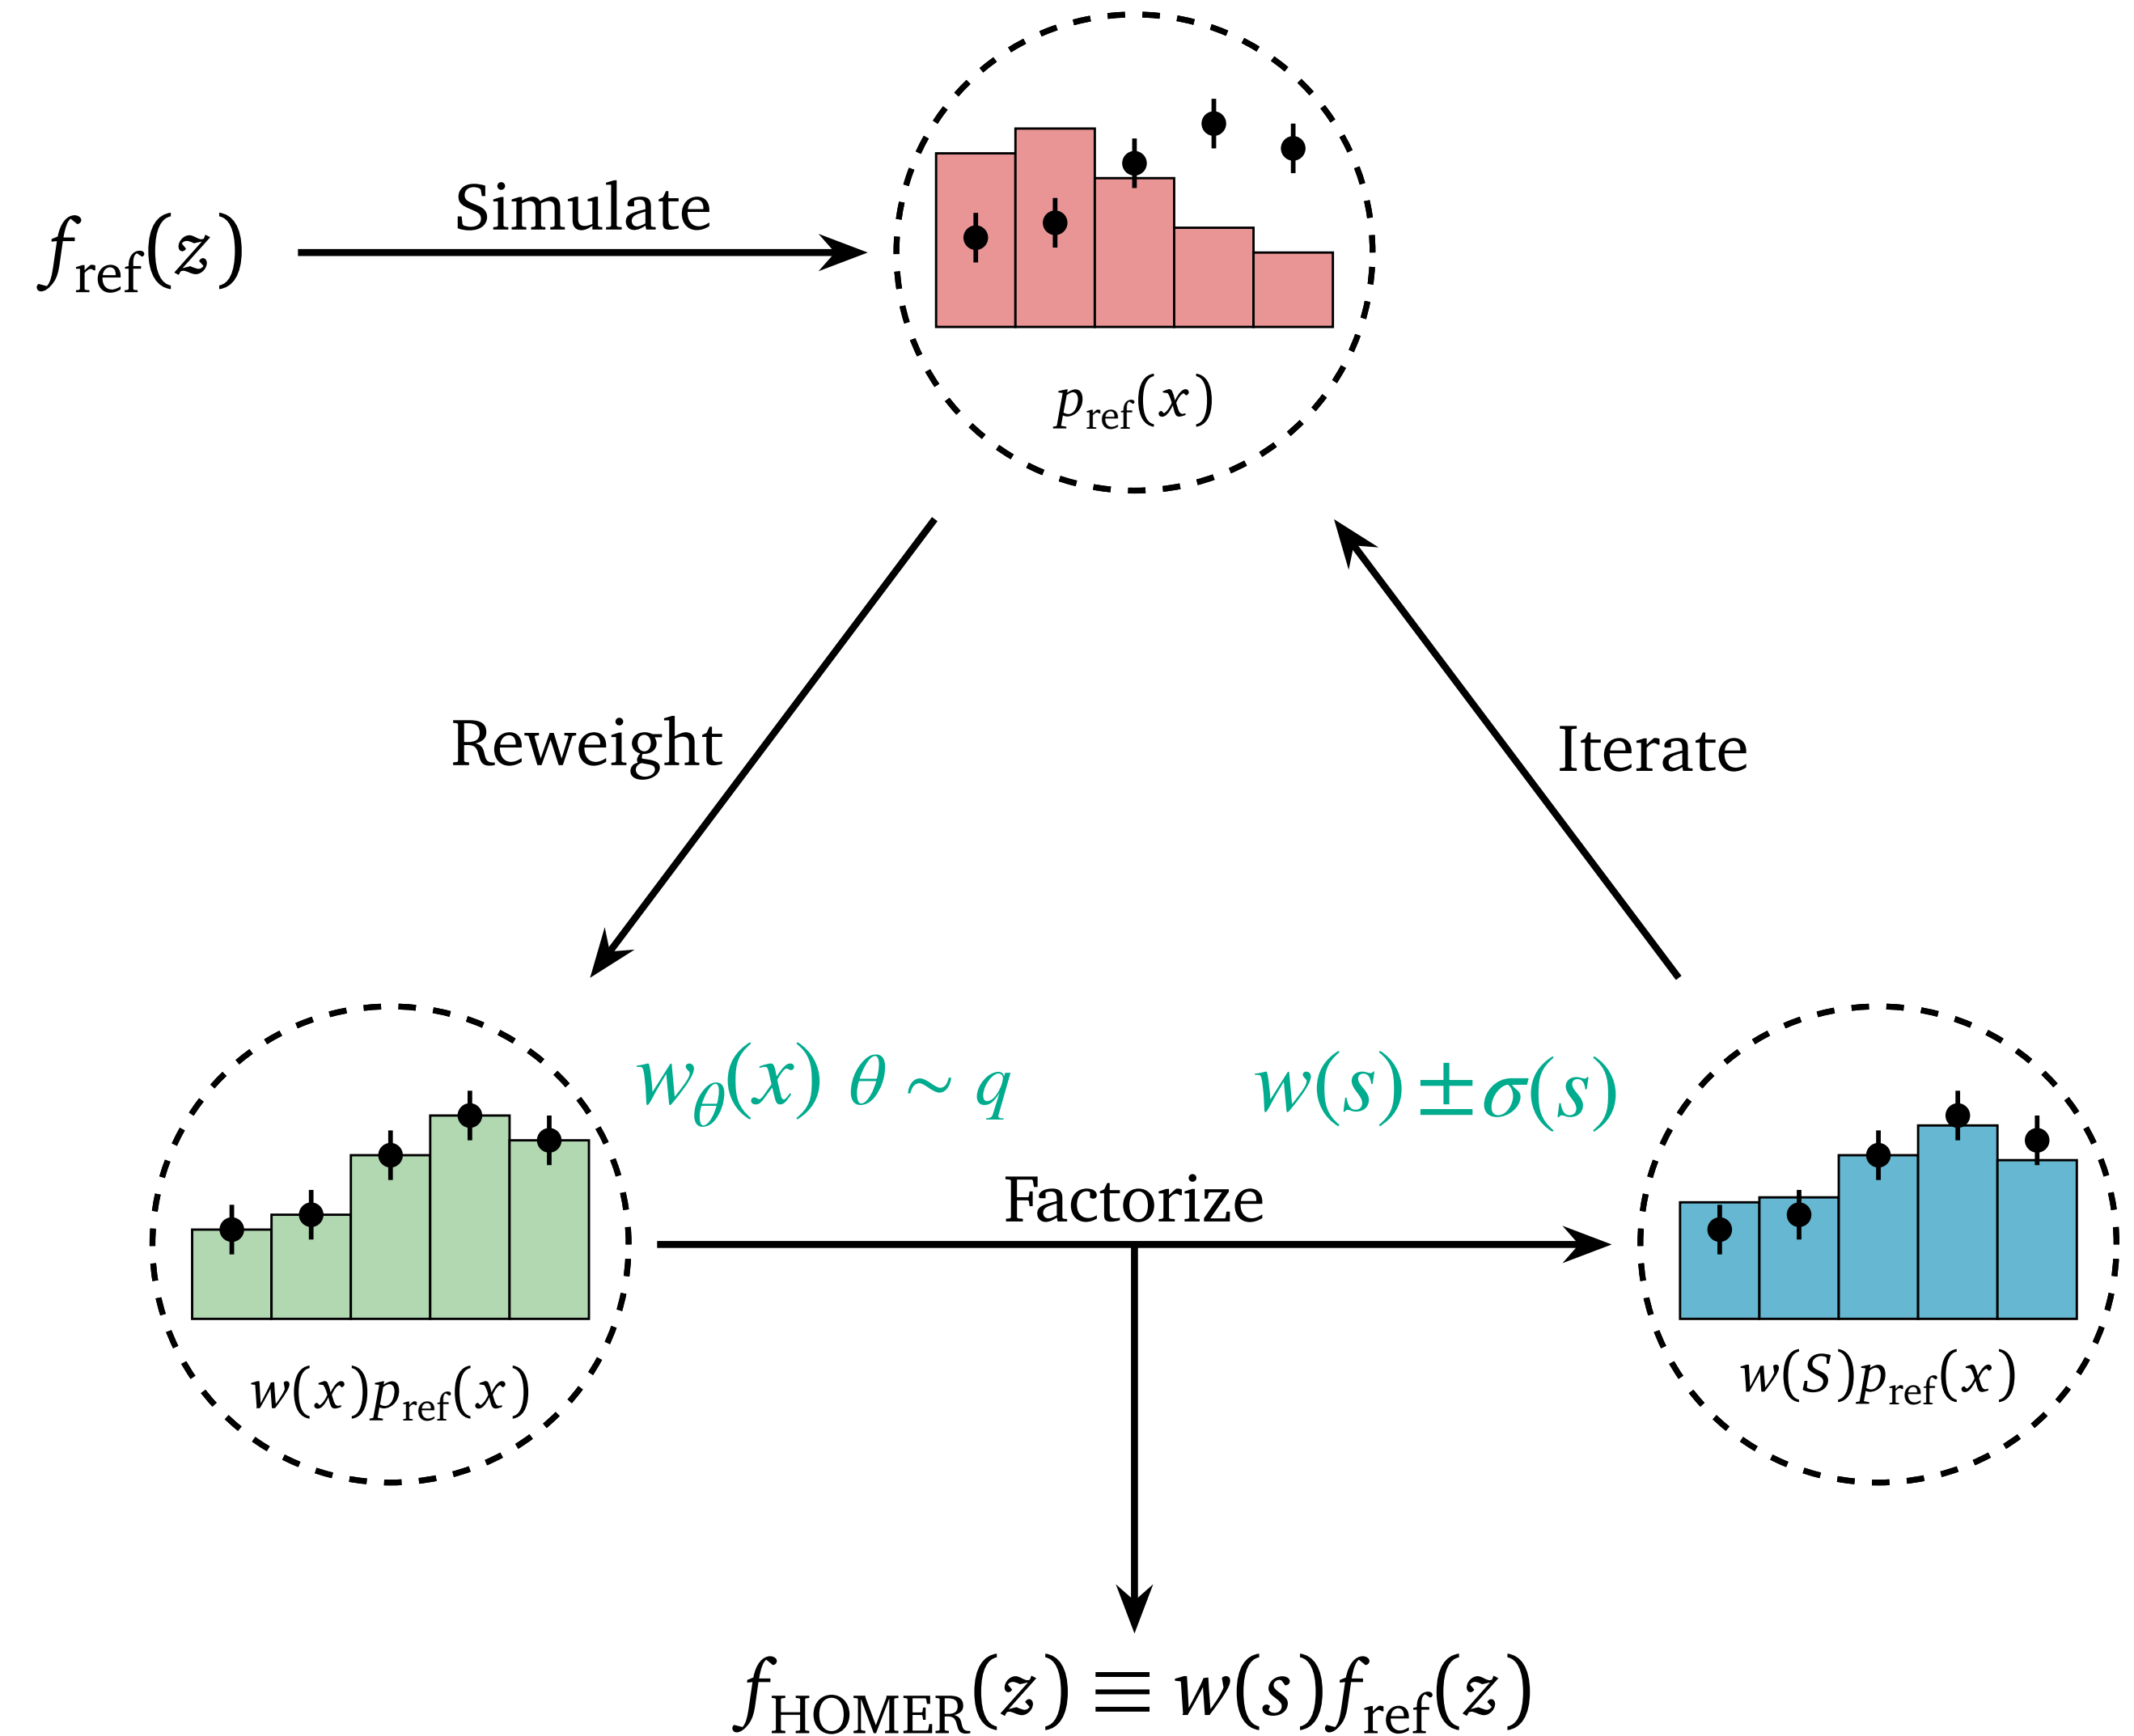 Simulate
f_ref(z)
p_ref(x)
Reweight
Iterate
w_θ(x) θ ~ q
w(s) ± σ(s)
Factorize
w(x)p_ref(x)
w(S)p_ref(x)
f_HOMER(z) ≡ w(s)f_ref(z)